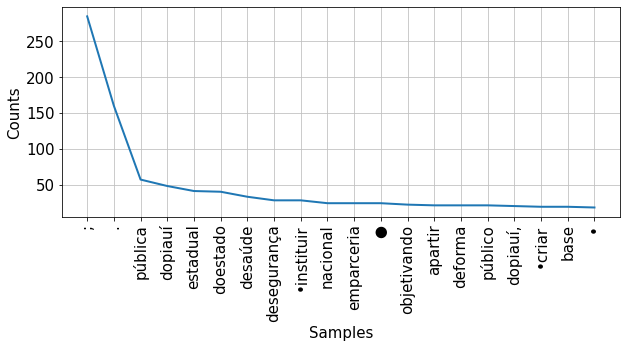 250
200
150
100
50
Counts
;
.
pública
dopiauí
estadual
doestado
desaúde
desegurança
•instituir
nacional
emparceria
●
objetivando
apartir
deforma
público
dopiauí,
•criar
base
•
Samples